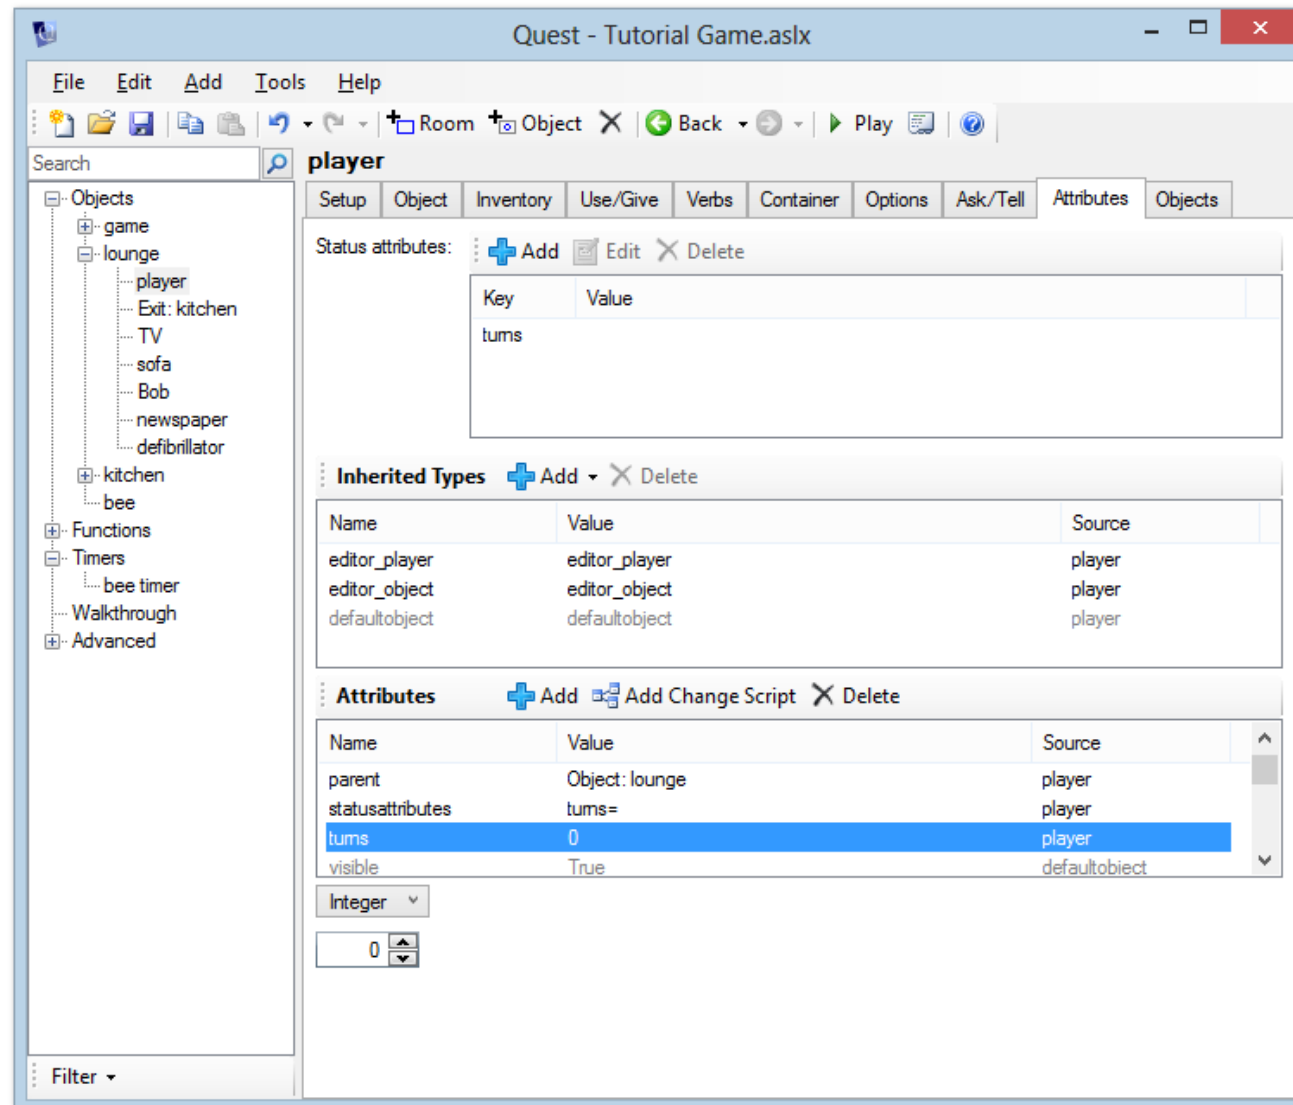 Quest - Tutorial Game.aslx
File Edit Add Tools Help
Room Object Back Play
Search
player
Objects
game
lounge
player
Exit: kitchen
TV
sofa
Bob
newspaper
defibrillator
kitchen
bee
Functions
Timers
bee timer
Walkthrough
Advanced
Filter
Setup Object Inventory Use/Give Verbs Container Options Ask/Tell Attributes Objects
Status attributes: Add Edit Delete
Key Value
turns
Inherited Types Add Delete
Name Value Source
editor_player editor_player player
editor_object editor_object player
defaultobject defaultobject player
Attributes Add Add Change Script Delete
Name Value Source
parent Object: lounge player
statusattributes turns= player
turns 0 player
visible True defaultobject
Integer
0